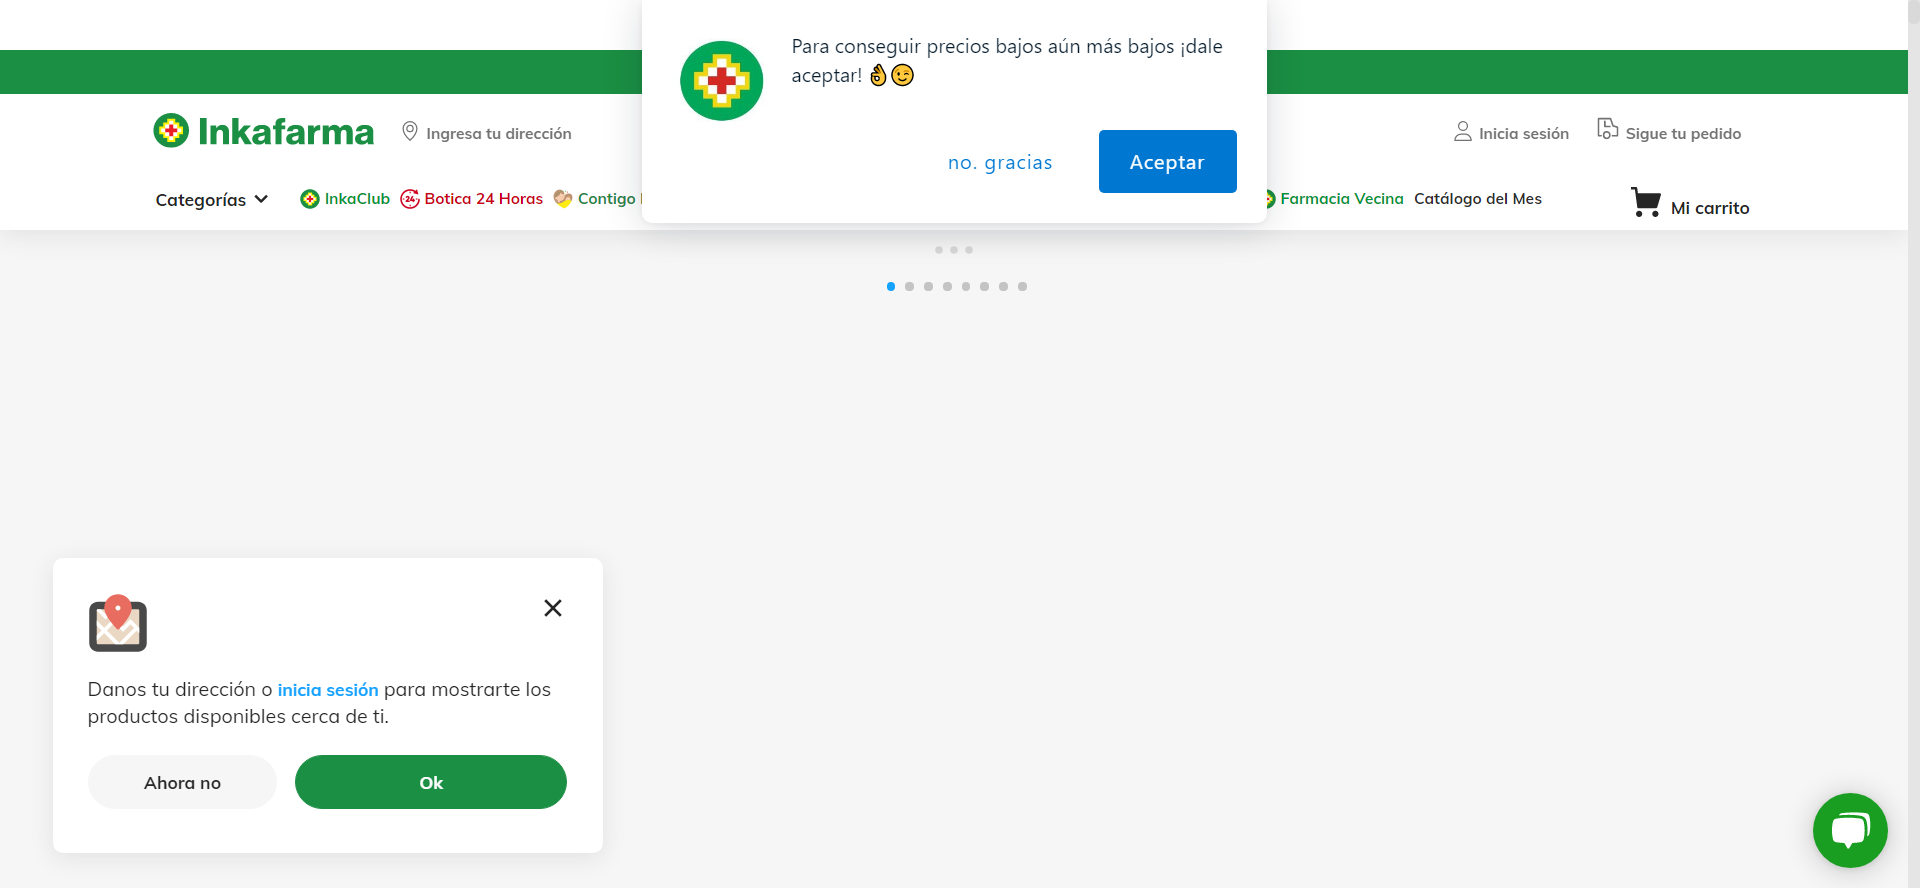 Para conseguir precios bajos aún más bajos ¡dale
aceptar! 👌😉
no. gracias
Aceptar
Inkafarma
Ingresa tu dirección
Inicia sesión
Sigue tu pedido
Categorías
InkaClub
24
Botica 24 Horas
Contigo
Farmacia Vecina
Catálogo del Mes
Mi carrito
Danos tu dirección o inicia sesión para mostrarte los
productos disponibles cerca de ti.
Ahora no
Ok